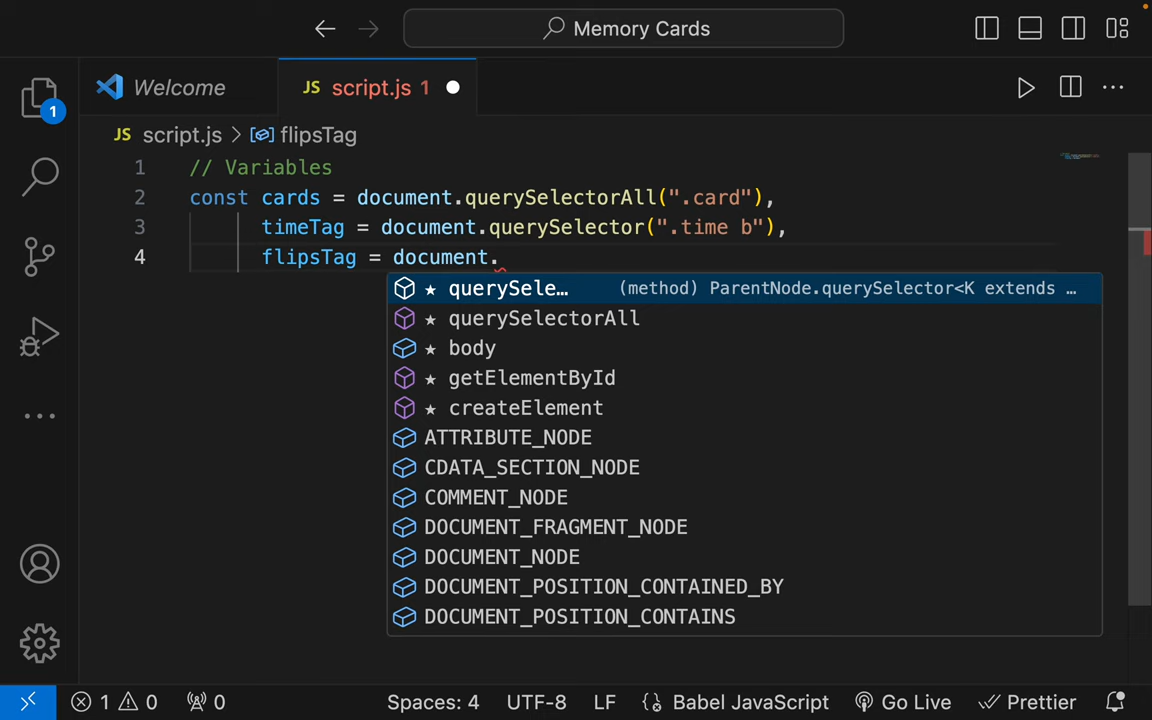 Memory Cards
Welcome
JS script.js 1
1
JS script.js > flipsTag
1 // Variables
2 const cards = document.querySelectorAll(".card"),
3 timeTag = document.querySelector(".time b"),
4 flipsTag = document.
★ querySele… (method) ParentNode.querySelector<K extends …
★ querySelectorAll
★ body
★ getElementById
★ createElement
ATTRIBUTE_NODE
CDATA_SECTION_NODE
COMMENT_NODE
DOCUMENT_FRAGMENT_NODE
DOCUMENT_NODE
DOCUMENT_POSITION_CONTAINED_BY
DOCUMENT_POSITION_CONTAINS
1 0 0 Spaces: 4 UTF-8 LF {} Babel JavaScript Go Live Prettier